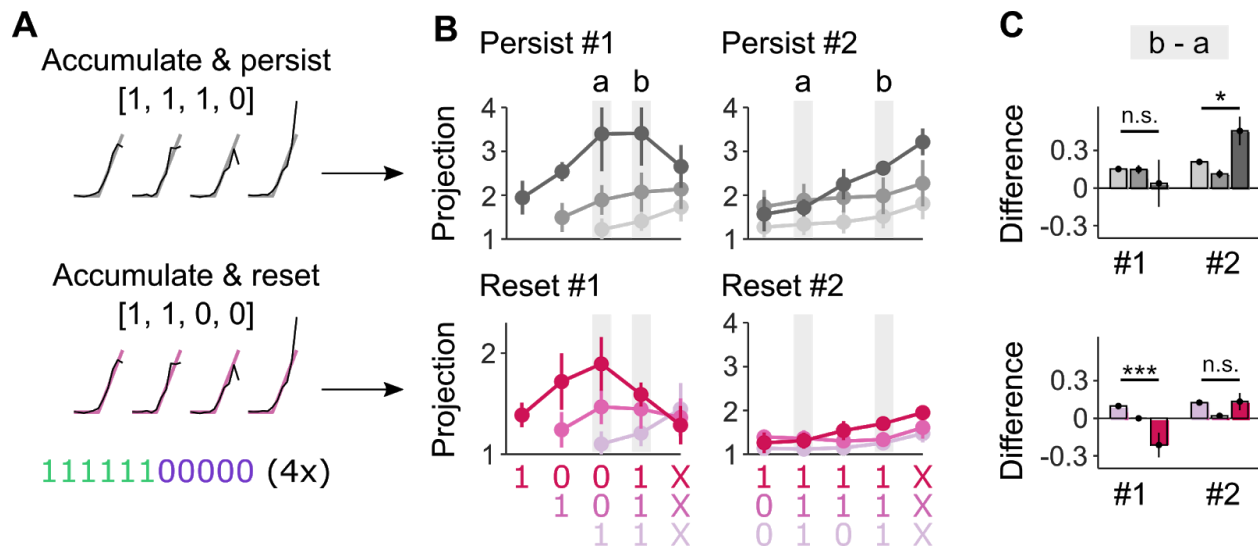 A
Accumulate & persist
[1, 1, 1, 0]
Accumulate & reset
[1, 1, 0, 0]
11111100000 (4x)
B
Persist #1
Persist #2
a b
a b
Projection
4
3
2
1
4
3
2
1
Reset #1
Reset #2
Projection
2
1
4
3
2
1
1 0 0 1 X
1 0 1 X
1 1 X
1 1 1 1 X
0 1 1 1 X
0 1 0 1 X
C
b - a
Difference
0.3
0
-0.3
n.s.
*
#1 #2
Difference
0.3
0
-0.3
***
n.s.
#1 #2